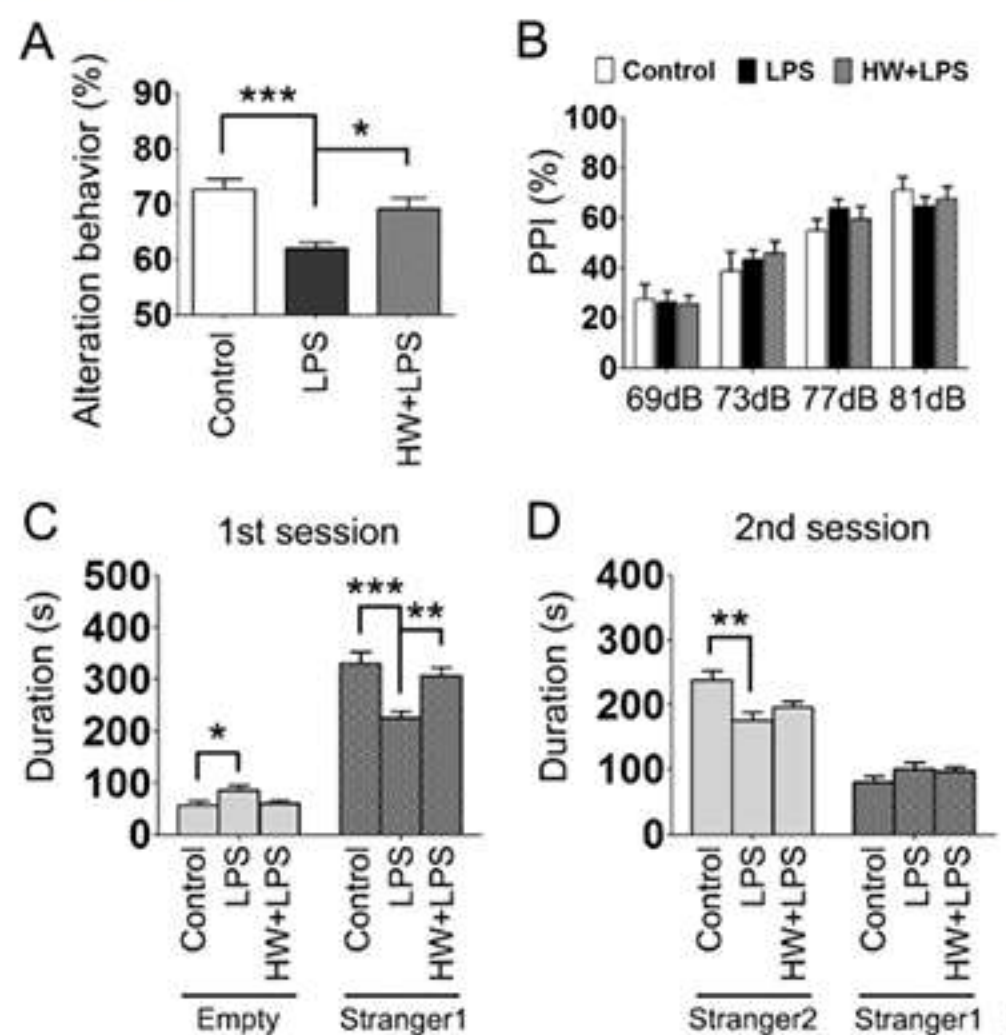 A
Alteration behavior (%)
90
80
70
60
50
***
*
Control
LPS
HW+LPS
B
Control LPS HW+LPS
PPI (%)
100
80
60
40
20
0
69dB 73dB 77dB 81dB
C
1st session
Duration (s)
500
400
300
200
100
0
*
***
**
Control
LPS
HW+LPS
Control
LPS
HW+LPS
Empty Stranger1
D
2nd session
Duration (s)
400
300
200
100
0
**
Control
LPS
HW+LPS
Control
LPS
HW+LPS
Stranger2 Stranger1